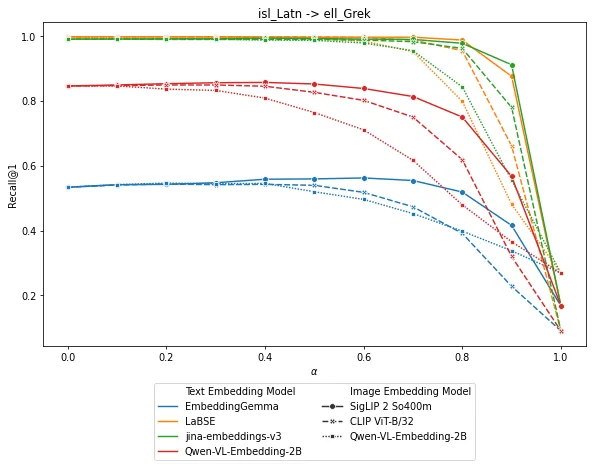 isl_Latn -> ell_Grek
Recall@1
1.0
0.8
0.6
0.4
0.2
0.0 0.2 0.4 0.6 0.8 1.0
α
Text Embedding Model Image Embedding Model
EmbeddingGemma SigLIP 2 So400m
LaBSE CLIP ViT-B/32
jina-embeddings-v3 Qwen-VL-Embedding-2B
Qwen-VL-Embedding-2B